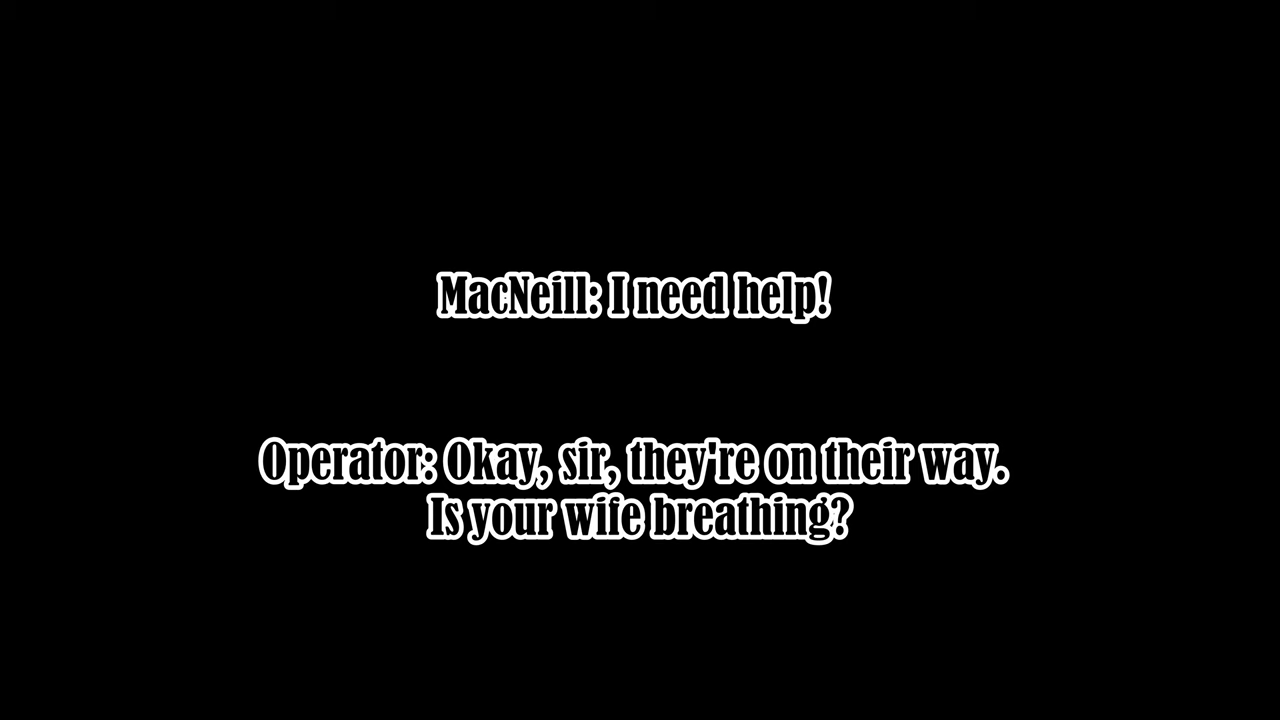 MacNeill: I need help!
Operator: Okay, sir, they're on their way.
Is your wife breathing?